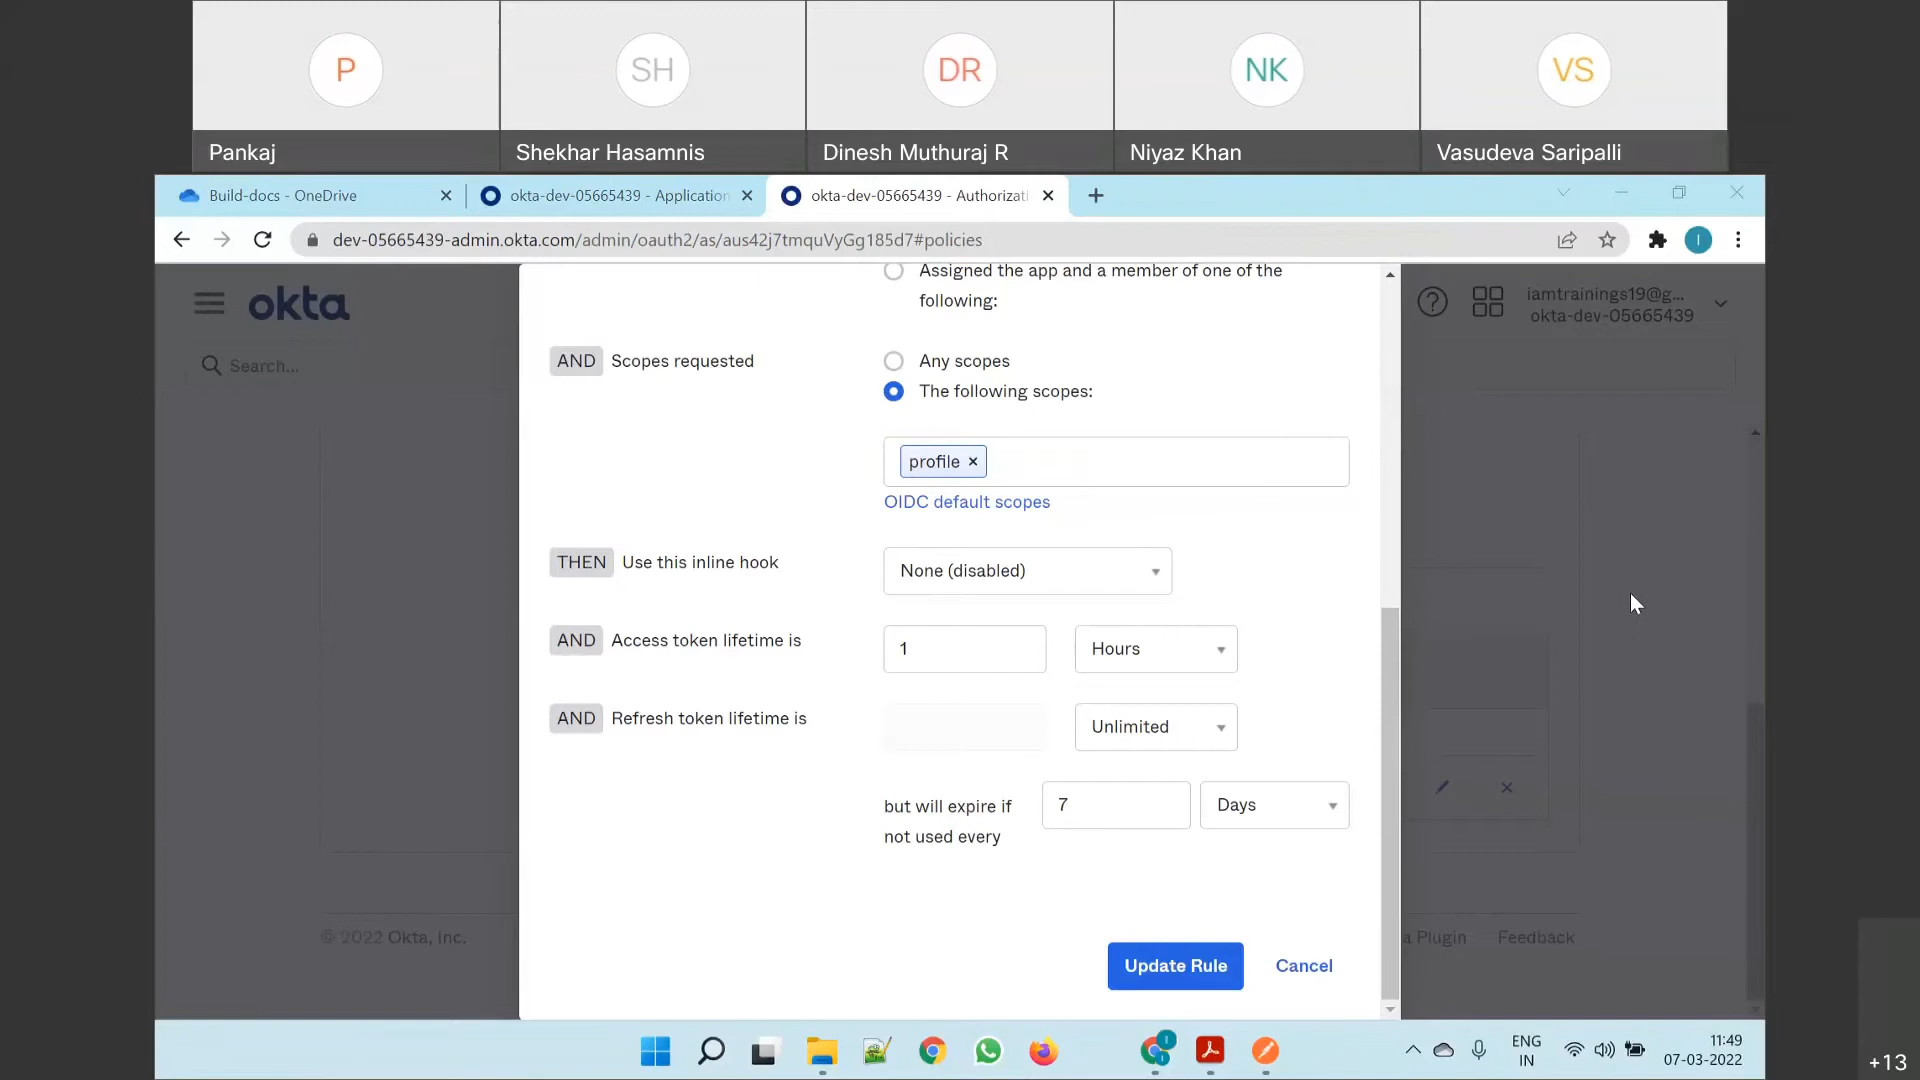 P
SH
DR
NK
VS
Pankaj
Shekhar Hasamnis
Dinesh Muthuraj R
Niyaz Khan
Vasudeva Saripalli
Build-docs - OneDrive
okta-dev-05665439 - Application
okta-dev-05665439 - Authorizati
dev-05665439-admin.okta.com/admin/oauth2/as/aus42j7tmquVyGg185d7#policies
I
okta
iamtrainings19@g...
okta-dev-05665439
Search...
Assigned the app and a member of one of the
following:
AND Scopes requested
Any scopes
The following scopes:
profile ×
OIDC default scopes
THEN Use this inline hook
None (disabled)
AND Access token lifetime is
1
Hours
AND Refresh token lifetime is
Unlimited
but will expire if
not used every
7
Days
Update Rule
Cancel
© 2022 Okta, Inc.
a Plugin
Feedback
ENG
IN
11:49
07-03-2022
+13